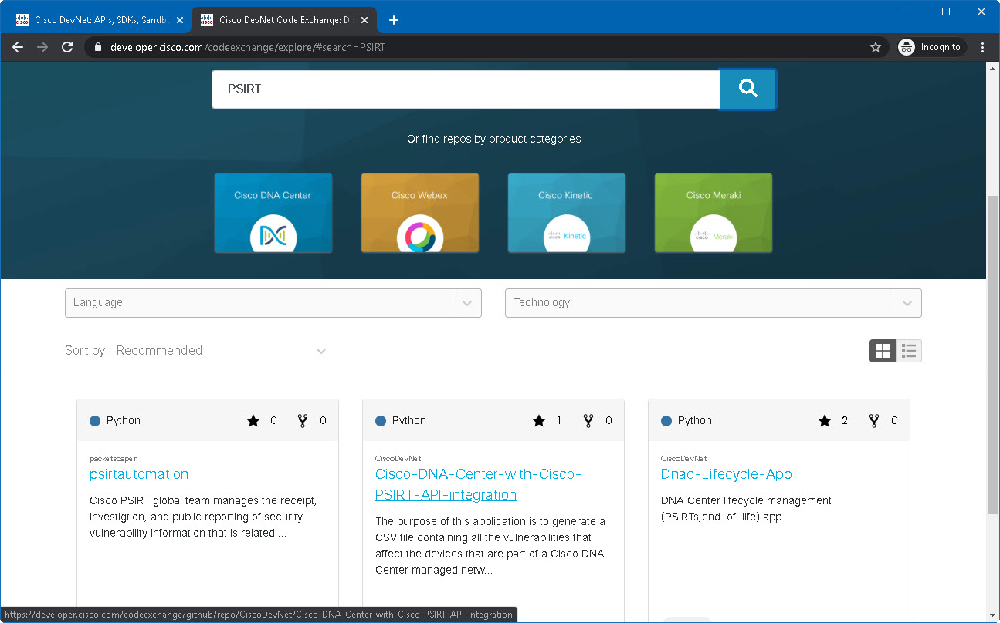 Cisco DevNet: APIs, SDKs, Sandbo
Cisco DevNet Code Exchange: Di
developer.cisco.com/codeexchange/explore/#search=PSIRT
Incognito
PSIRT
Or find repos by product categories
Cisco DNA Center
Cisco Webex
Cisco Kinetic
Cisco Meraki
cisco Kinetic
cisco Meraki
Language
Technology
Sort by: Recommended
Python 0 0
Python 1 0
Python 2 0
packetscaper
psirtautomation
Cisco PSIRT global team manages the receipt,
investigtion, and public reporting of security
vulnerability information that is related ...
CiscoDevNet
Cisco-DNA-Center-with-Cisco-
PSIRT-API-integration
The purpose of this application is to generate a
CSV file containing all the vulnerabilities that
affect the devices that are part of a Cisco DNA
Center managed netw...
CiscoDevNet
Dnac-Lifecycle-App
DNA Center lifecycle management
(PSIRTs,end-of-life) app
https://developer.cisco.com/codeexchange/github/repo/CiscoDevNet/Cisco-DNA-Center-with-Cisco-PSIRT-API-integration